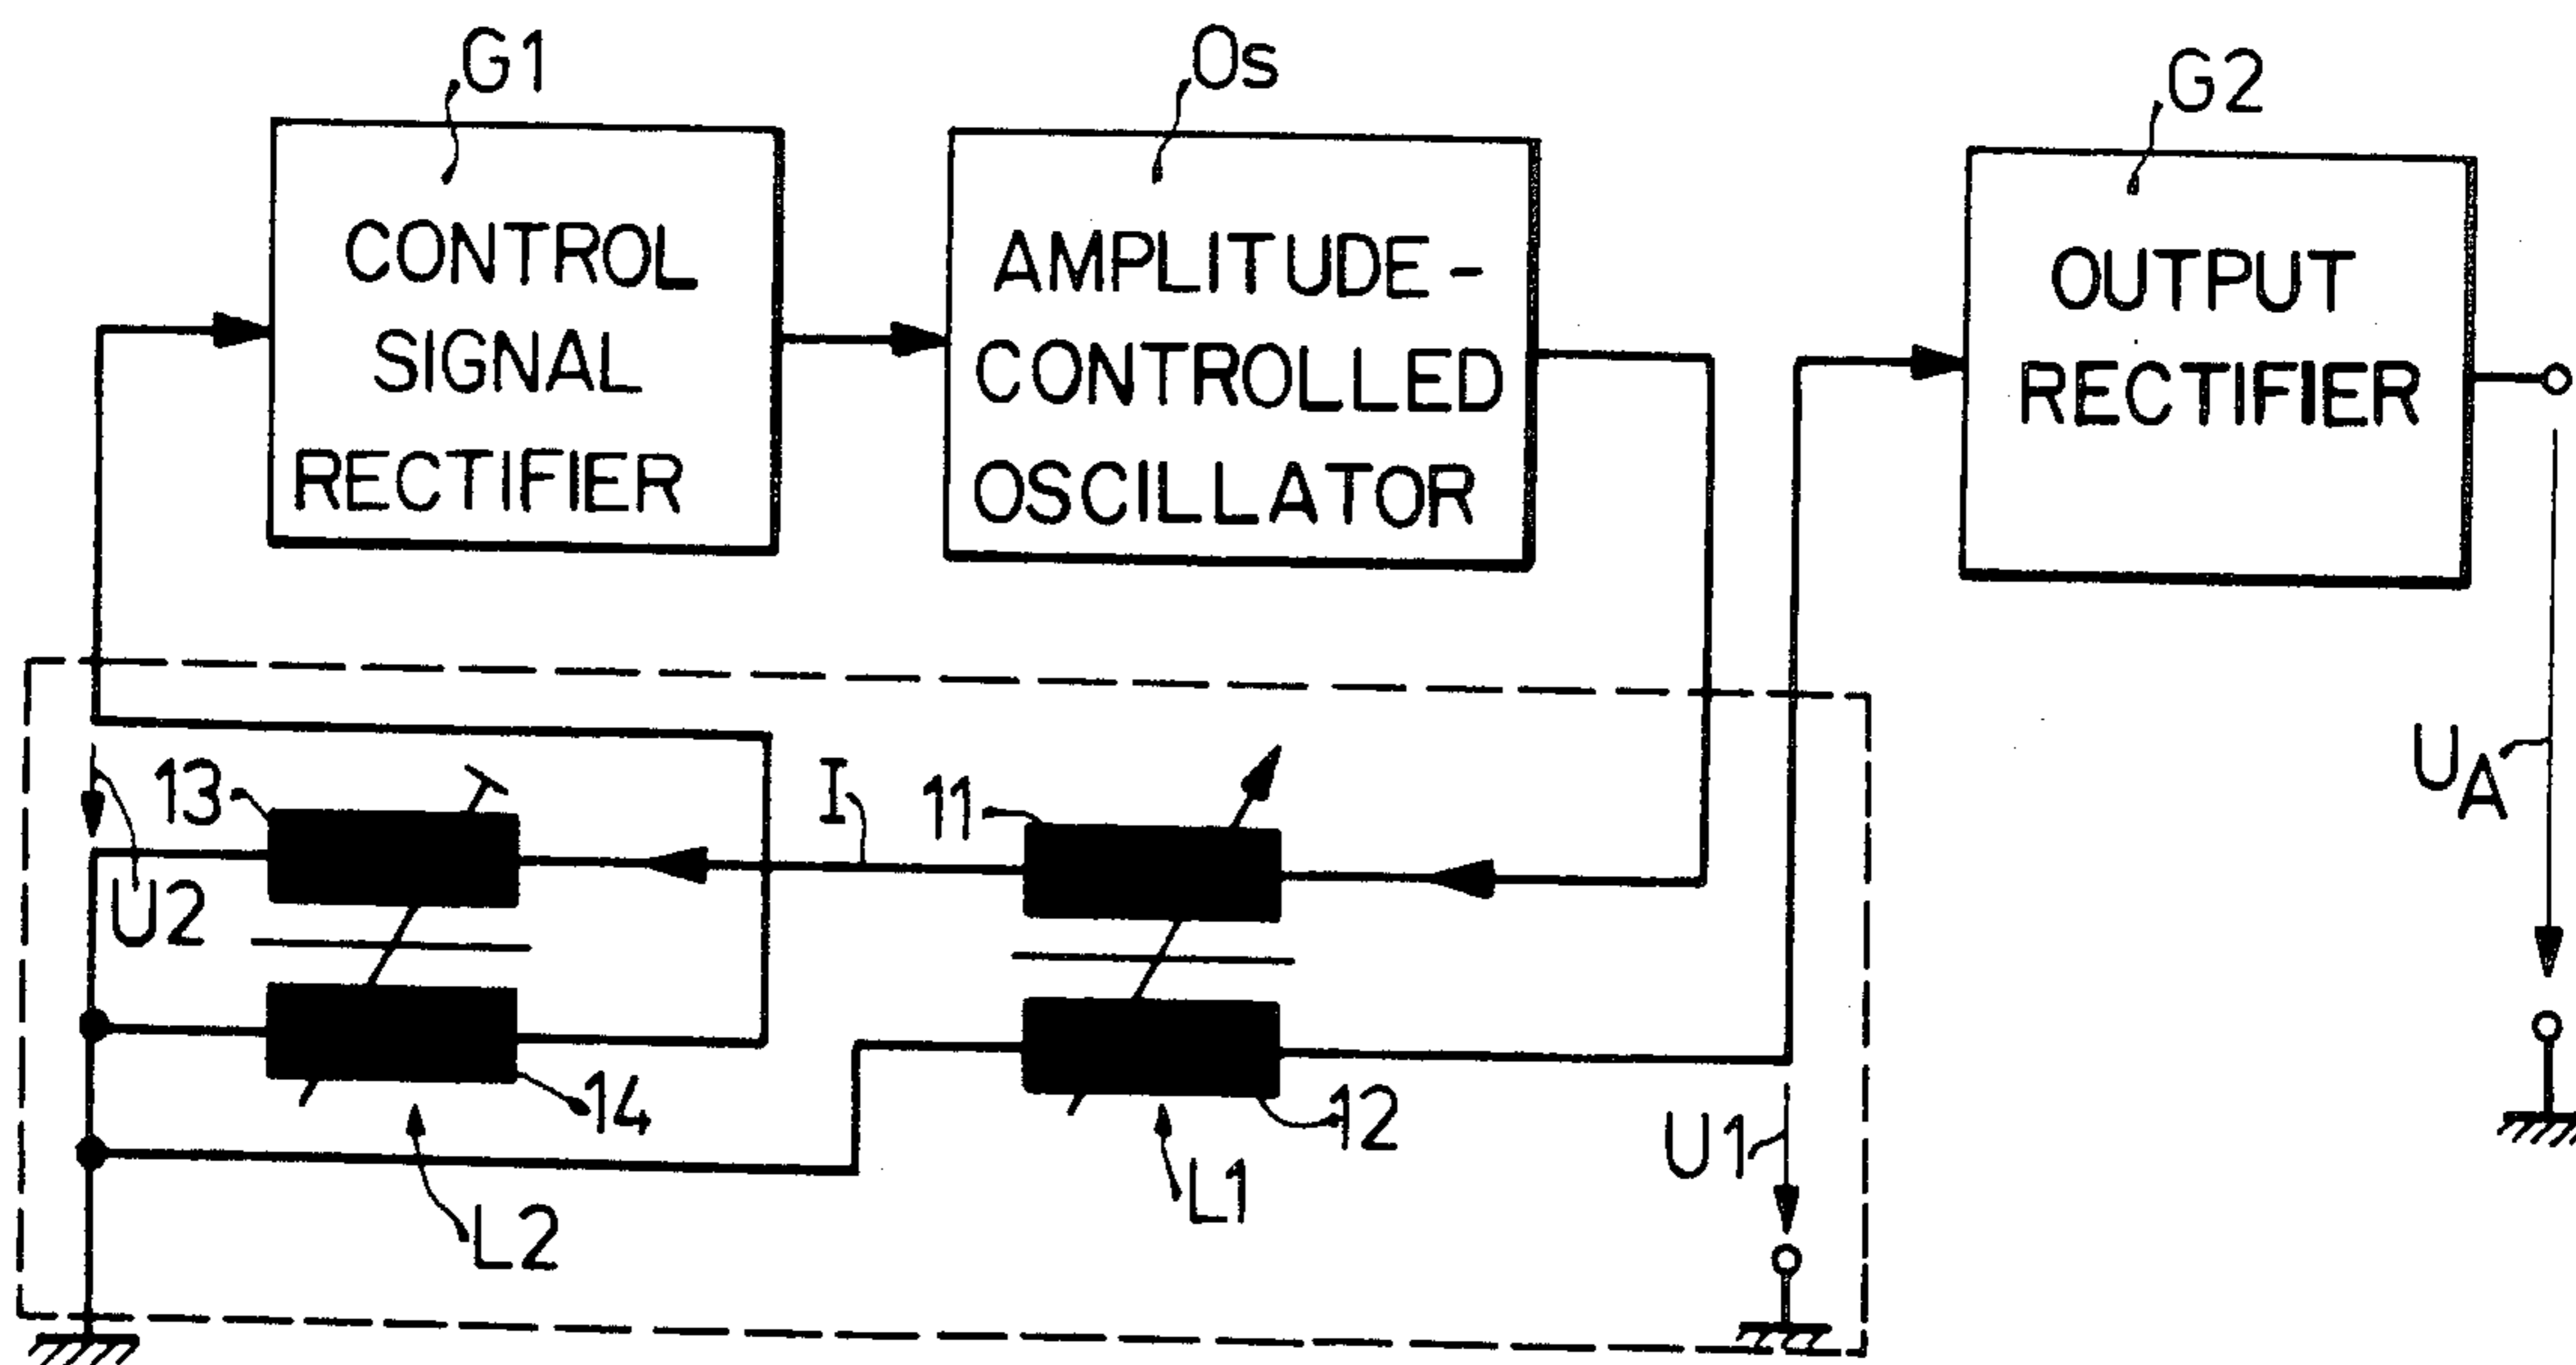 G1
Os
G2
CONTROL
SIGNAL
RECTIFIER
AMPLITUDE-
CONTROLLED
OSCILLATOR
OUTPUT
RECTIFIER
UA
13
I
11
U2
14
12
L2
L1
U1